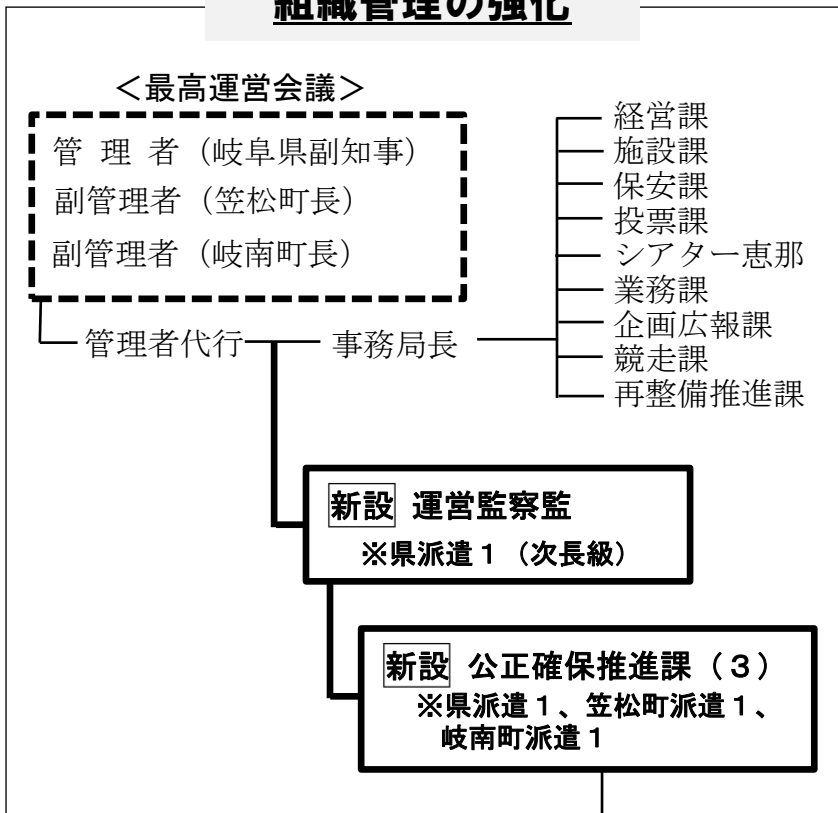 組織管理の強化
＜最高運営会議＞
管 理 者（岐阜県副知事）
副管理者（笠松町長）
副管理者（岐南町長）
管理者代行
事務局長
経営課
施設課
保安課
投票課
シアター恵那
業務課
企画広報課
競走課
再整備推進課
新設 運営監察監
※県派遣１（次長級）
新設 公正確保推進課（３）
※県派遣１、笠松町派遣１、
岐南町派遣１